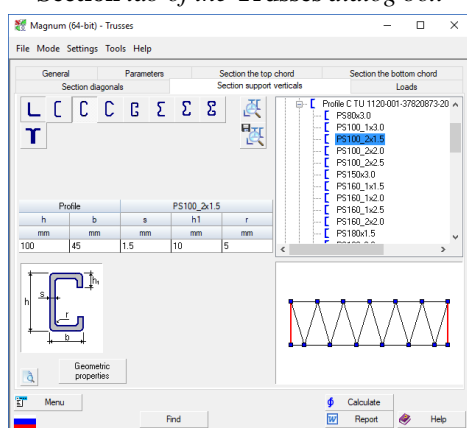 Section tab of the Trusses dialog box
Magnum (64-bit) - Trusses
File Mode Settings Tools Help
General Parameters Section the top chord Section the bottom chord
Section diagonals Section support verticals Loads
Profile C TU 1120-001-37820873-20
PS80x3.0
PS100_1x3.0
PS100_2x1.5
PS100_2x2.0
PS100_2x2.5
PS150x3.0
PS160_1x1.5
PS160_1x2.0
PS160_1x2.5
PS160_2x2.0
PS180x1.5
Profile PS100_2x1.5
h b s h1 r
mm mm mm mm mm
100 45 1.5 10 5
h s r h₁ b
Geometric
properties
Menu Calculate
Find Report Help